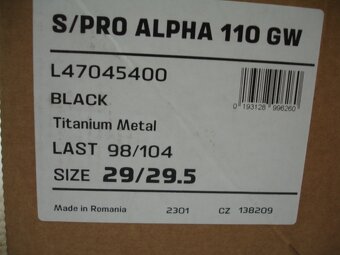 S/PRO ALPHA 110 GW
L47045400
BLACK
Titanium Metal
LAST 98/104
SIZE 29/29.5
0 193128 996260
Made in Romania 2301 CZ 138209